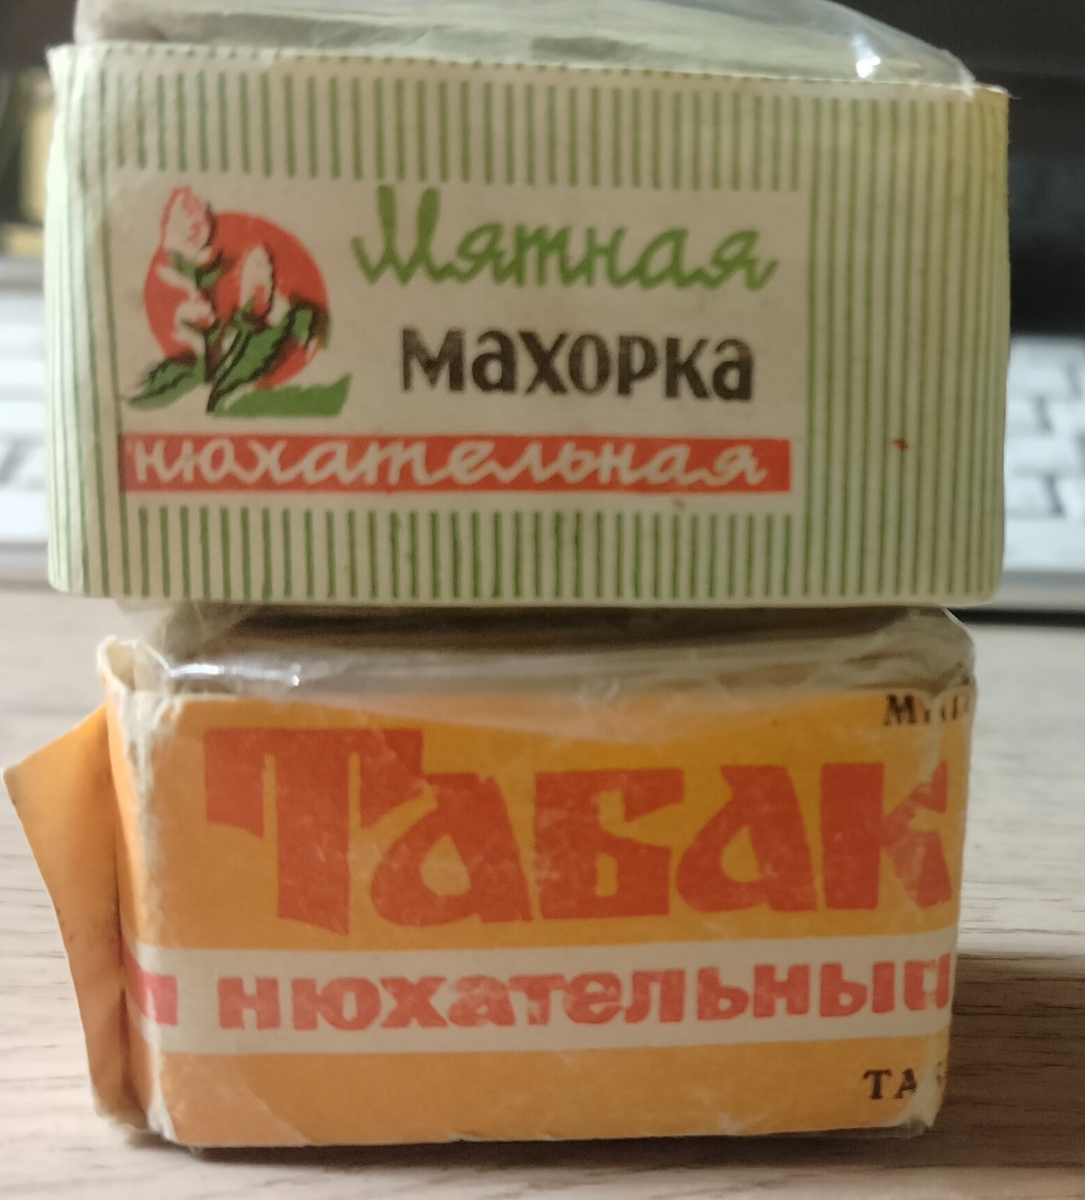 Мятная
махорка
нюхательная
Табак
нюхательный